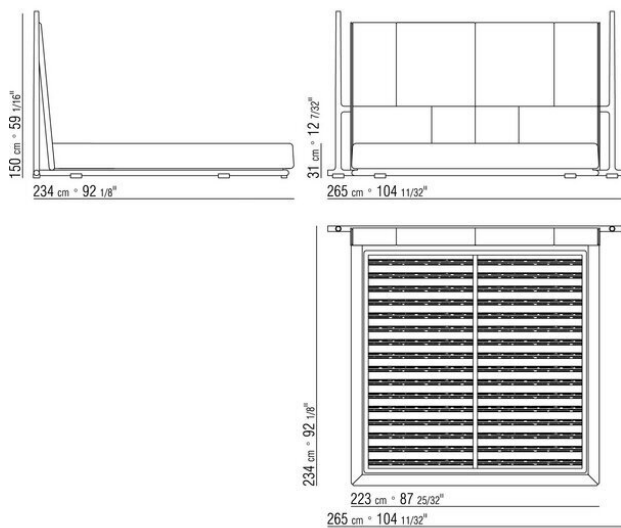 150 cm ° 59 1/16"
234 cm ° 92 1/8"
31 cm ° 12 7/32"
265 cm ° 104 11/32"
234 cm ° 92 1/8"
223 cm ° 87 25/32"
265 cm ° 104 11/32"